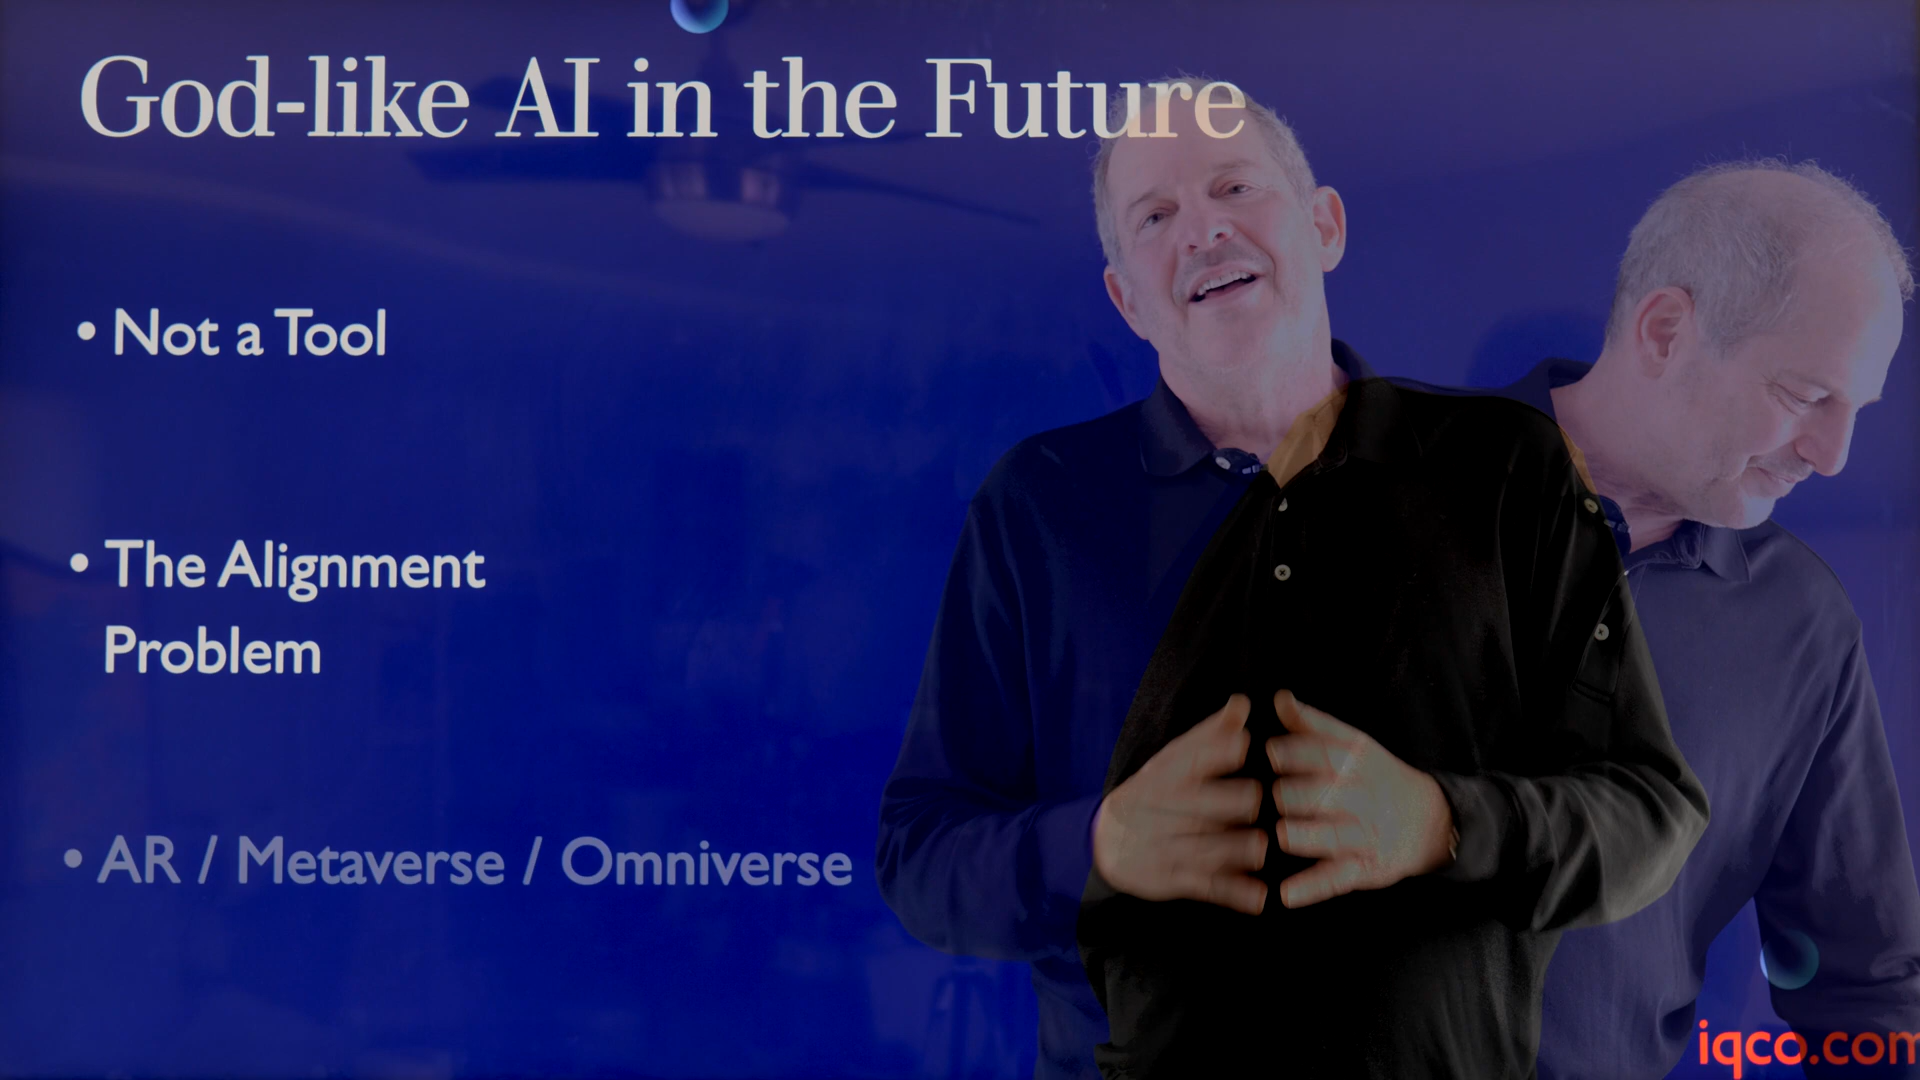 God-like AI in the Future
• Not a Tool
• The Alignment
Problem
• AR / Metaverse / Omniverse
iqco.com